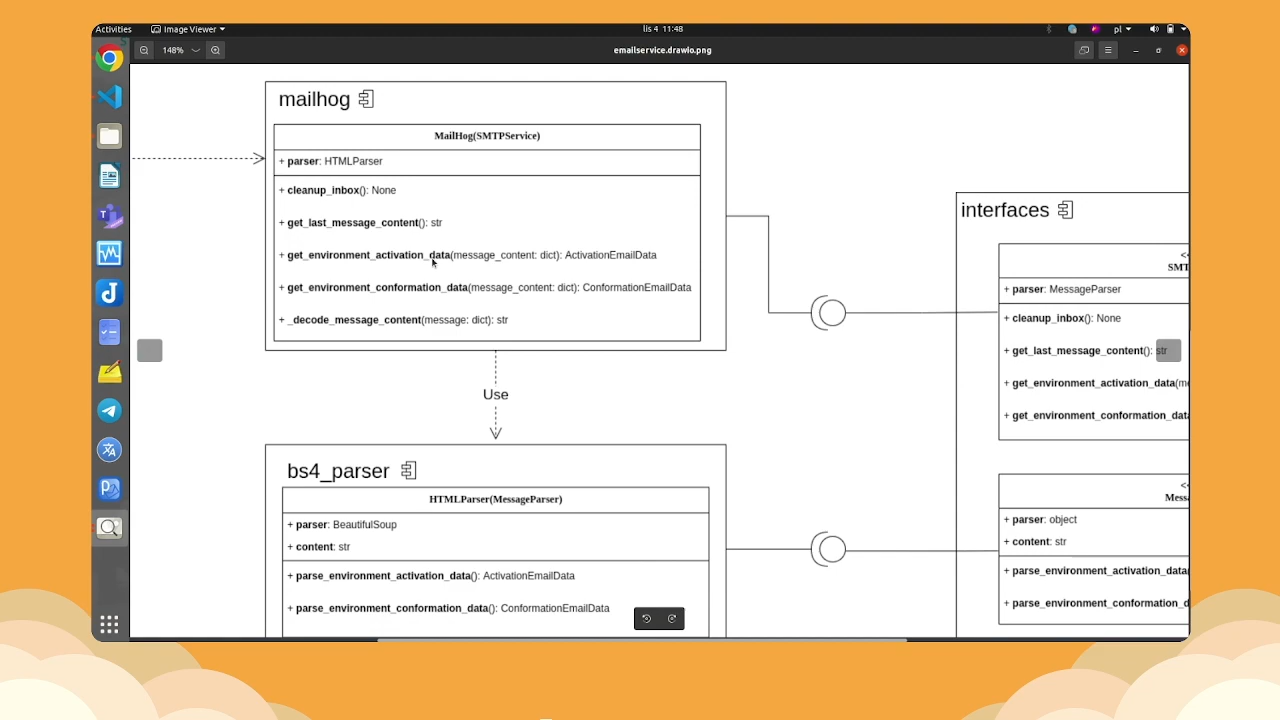 Activities
Image Viewer
lis 4 11:48
pl
148%
emailservice.drawio.png
mailhog
MailHog(SMTPService)
+ parser: HTMLParser
+ cleanup_inbox(): None
+ get_last_message_content(): str
+ get_environment_activation_data(message_content: dict): ActivationEmailData
+ get_environment_conformation_data(message_content: dict): ConformationEmailData
+ _decode_message_content(message: dict): str
Use
bs4_parser
HTMLParser(MessageParser)
+ parser: BeautifulSoup
+ content: str
+ parse_environment_activation_data(): ActivationEmailData
+ parse_environment_conformation_data(): ConformationEmailData
interfaces
<<
SMT
+ parser: MessageParser
+ cleanup_inbox(): None
+ get_last_message_content(): str
+ get_environment_activation_data(me
+ get_environment_conformation_data
<<
Messa
+ parser: object
+ content: str
+ parse_environment_activation_data(
+ parse_environment_conformation_d